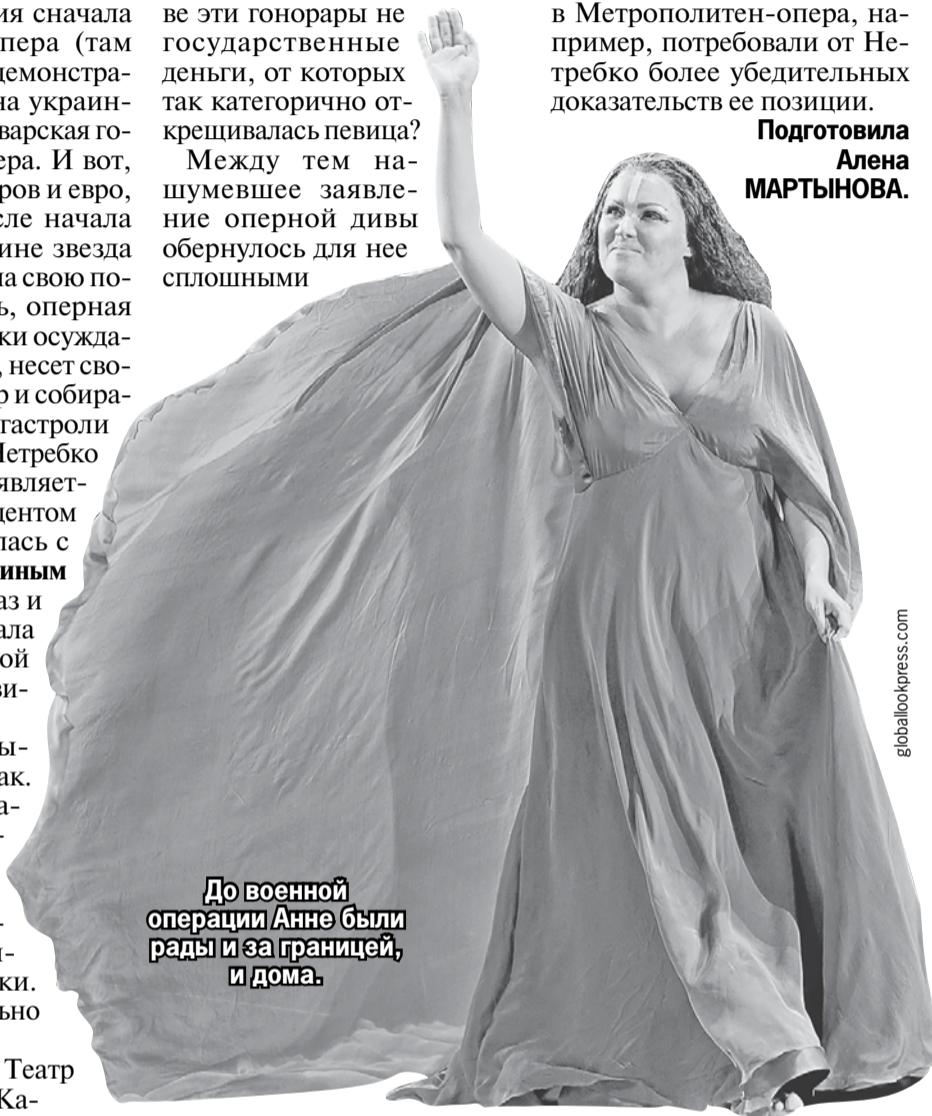 ия сначала
пера (там
демонстра-
на украин-
варская го-
ера. И вот,
ров и евро,
сле начала
ине звезда
ла свою по-
ь, оперная
ки осужда-
, несет сво-
р и собира-
гастроли
Нетребко
являет-
дентом
лась с
иным
аз и
ала
ой
ви-
ы-
ак.
а-
-
-
-
ки.
ьно
Театр
Ка-
ве эти гонорары не
государственные
деньги, от которых
так категорично от-
крещивалась певица?
Между тем на-
шумевшее заявле-
ние оперной дивы
обернулось для нее
сплошными
в Метрополитен-опера, на-
пример, потребовали от Не-
требко более убедительных
доказательств ее позиции.
Подготовила
Алена
МАРТЫНОВА.
globallookpress.com
До военной
операции Анне были
рады и за границей,
и дома.